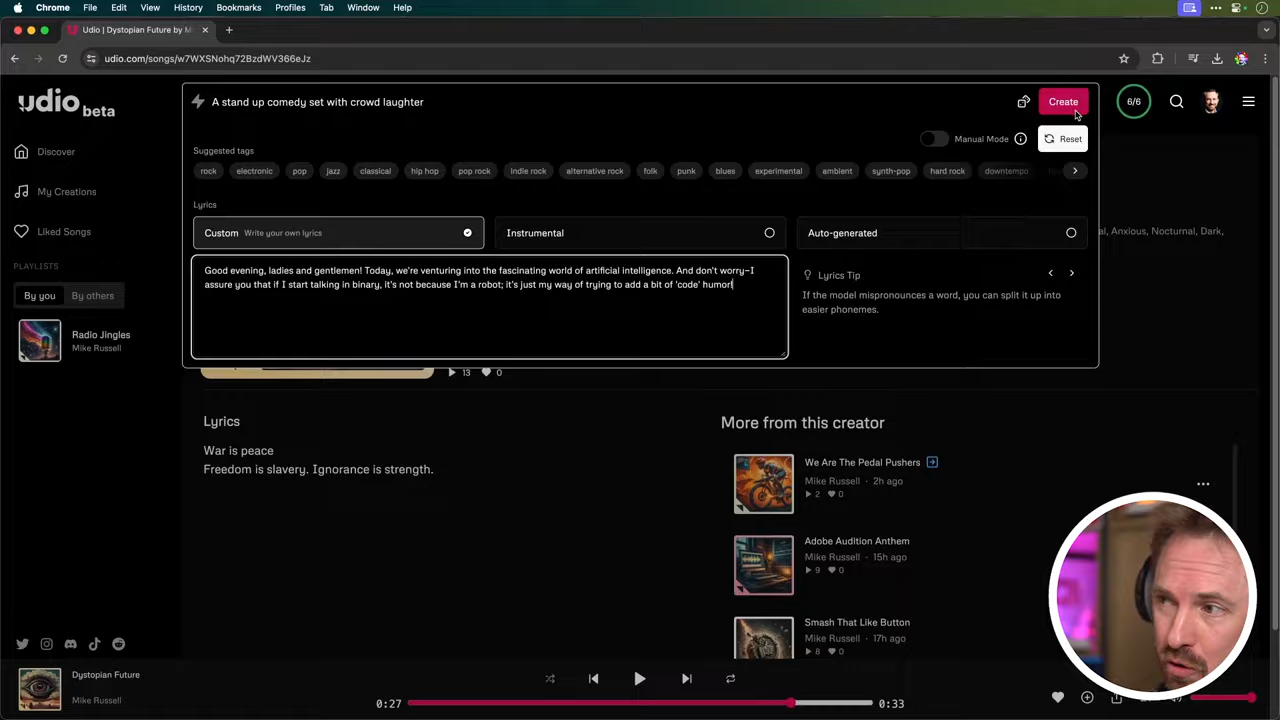 Chrome File Edit View History Bookmarks Profiles Tab Window Help
Udio | Dystopian Future by M
udio.com/songs/w7WXSNohq72BzdWV366eJz
udio beta
A stand up comedy set with crowd laughter
Create
6/6
Manual Mode
Reset
Discover
My Creations
Liked Songs
PLAYLISTS
By you By others
Radio Jingles
Mike Russell
Suggested tags
rock electronic pop jazz classical hip hop pop rock indie rock alternative rock folk punk blues experimental ambient synth-pop hard rock downtempo
Lyrics
Custom Write your own lyrics
Instrumental
Auto-generated
al, Anxious, Nocturnal, Dark,
Good evening, ladies and gentlemen! Today, we're venturing into the fascinating world of artificial intelligence. And don't worry—I
assure you that if I start talking in binary, it's not because I'm a robot; it's just my way of trying to add a bit of 'code' humor!
Lyrics Tip
If the model mispronounces a word, you can split it up into
easier phonemes.
13 0
Lyrics
War is peace
Freedom is slavery. Ignorance is strength.
More from this creator
We Are The Pedal Pushers
Mike Russell · 2h ago
2 0
Adobe Audition Anthem
Mike Russell · 15h ago
9 0
Smash That Like Button
Mike Russell · 17h ago
8 0
Dystopian Future
Mike Russell
0:27
0:33